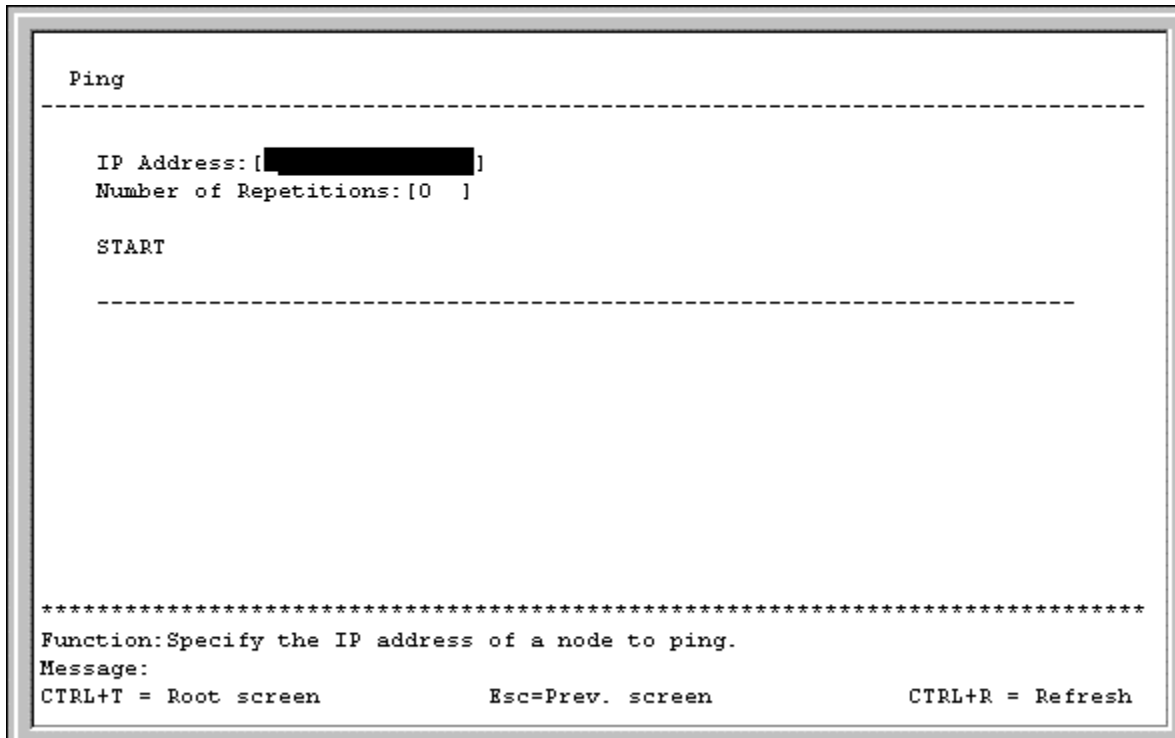 Ping
--------------------------------------------------------------------------------
IP Address:[ ]
Number of Repetitions:[0  ]
START
----------------------------------------------------------------------
********************************************************************************
Function:Specify the IP address of a node to ping.
Message:
CTRL+T = Root screen            Esc=Prev. screen              CTRL+R = Refresh